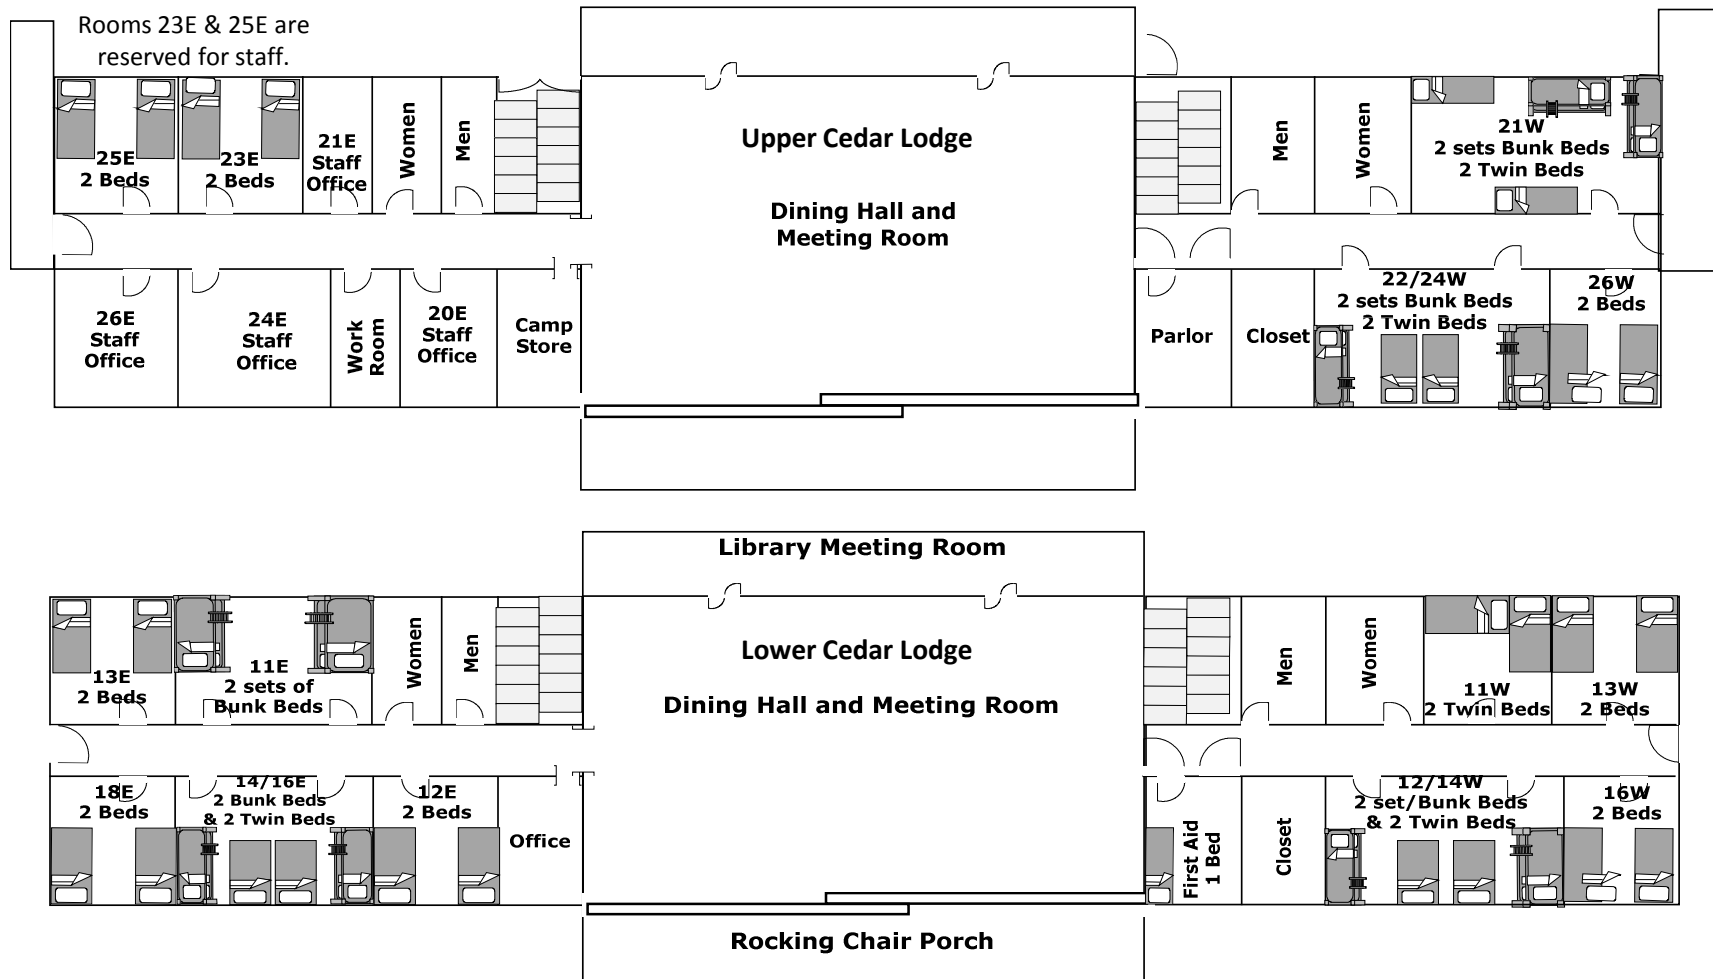 Rooms 23E & 25E are
reserved for staff.
25E
2 Beds
23E
2 Beds
21E
Staff
Office
Women
Men
Upper Cedar Lodge
Dining Hall and
Meeting Room
Men
Women
21W
2 sets Bunk Beds
2 Twin Beds
26E
Staff
Office
24E
Staff
Office
Work
Room
20E
Staff
Office
Camp
Store
Parlor
Closet
22/24W
2 sets Bunk Beds
2 Twin Beds
26W
2 Beds
Library Meeting Room
13E
2 Beds
11E
2 sets of
Bunk Beds
Women
Men
Lower Cedar Lodge
Dining Hall and Meeting Room
Men
Women
11W
2 Twin Beds
13W
2 Beds
18E
2 Beds
14/16E
2 Bunk Beds
& 2 Twin Beds
12E
2 Beds
Office
First Aid
1 Bed
Closet
12/14W
2 set/Bunk Beds
& 2 Twin Beds
16W
2 Beds
Rocking Chair Porch